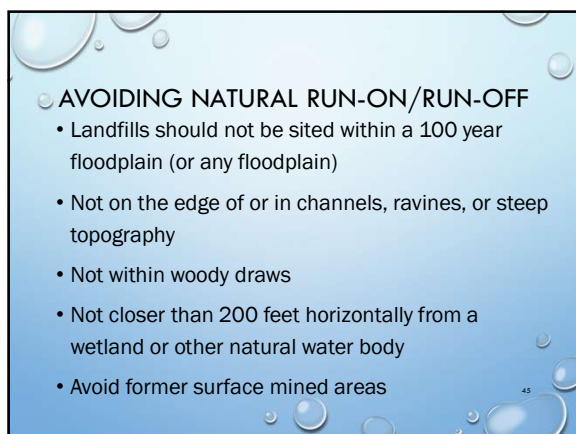 AVOIDING NATURAL RUN-ON/RUN-OFF
• Landfills should not be sited within a 100 year
floodplain (or any floodplain)
• Not on the edge of or in channels, ravines, or steep
topography
• Not within woody draws
• Not closer than 200 feet horizontally from a
wetland or other natural water body
• Avoid former surface mined areas
45